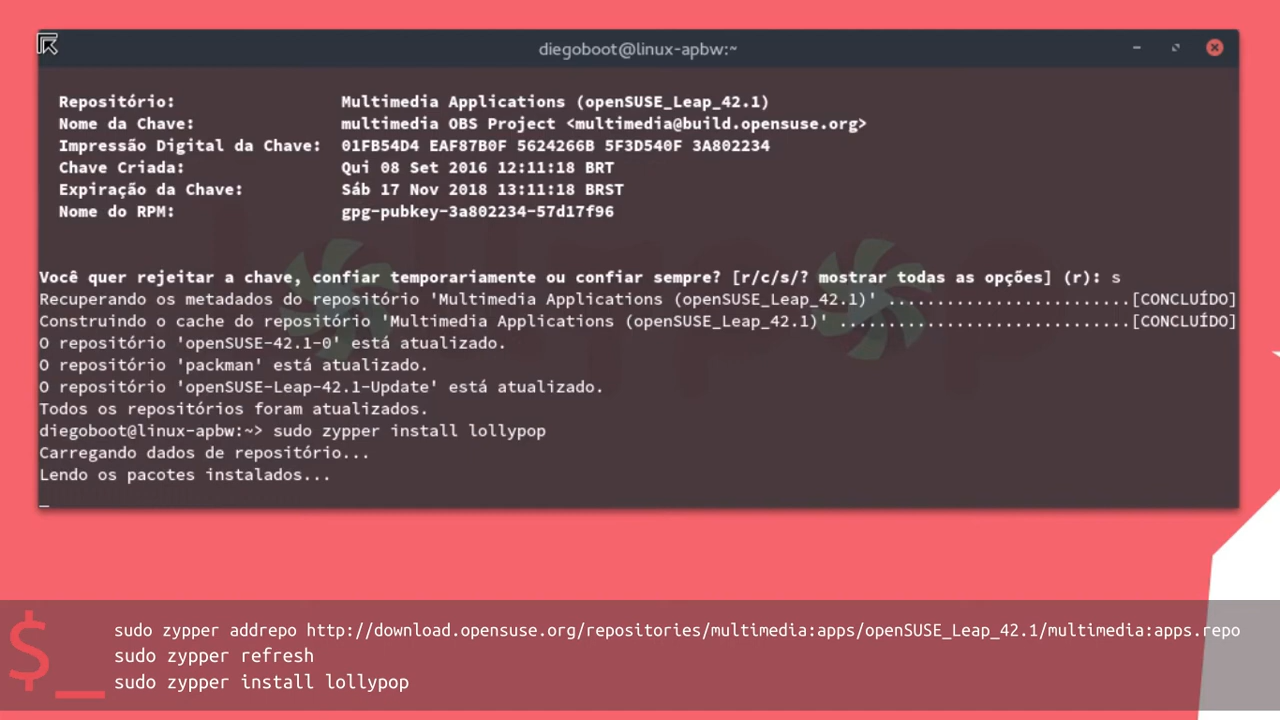 diegoboot@linux-apbw:~
Repositório: Multimedia Applications (openSUSE_Leap_42.1)
Nome da Chave: multimedia OBS Project <multimedia@build.opensuse.org>
Impressão Digital da Chave: 01FB54D4 EAF87B0F 5624266B 5F3D540F 3A802234
Chave Criada: Qui 08 Set 2016 12:11:18 BRT
Expiração da Chave: Sáb 17 Nov 2018 13:11:18 BRST
Nome do RPM: gpg-pubkey-3a802234-57d17f96
Você quer rejeitar a chave, confiar temporariamente ou confiar sempre? [r/c/s/? mostrar todas as opções] (r): s
Recuperando os metadados do repositório 'Multimedia Applications (openSUSE_Leap_42.1)' .........................[CONCLUÍDO]
Construindo o cache do repositório 'Multimedia Applications (openSUSE_Leap_42.1)' ..............................[CONCLUÍDO]
O repositório 'openSUSE-42.1-0' está atualizado.
O repositório 'packman' está atualizado.
O repositório 'openSUSE-Leap-42.1-Update' está atualizado.
Todos os repositórios foram atualizados.
diegoboot@linux-apbw:~> sudo zypper install lollypop
Carregando dados de repositório...
Lendo os pacotes instalados...
_
$_
sudo zypper addrepo http://download.opensuse.org/repositories/multimedia:apps/openSUSE_Leap_42.1/multimedia:apps.repo
sudo zypper refresh
sudo zypper install lollypop